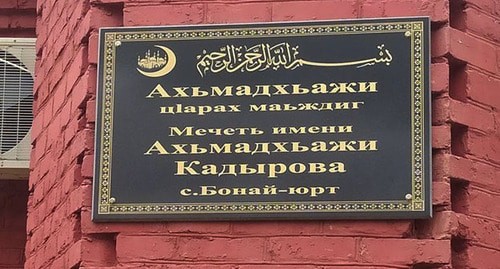 بسم الله الرحمن الرحيم
Ахьмадхьажи
цIарах маьждиг
Мечеть имени
Ахьмадхьажи
Кадырова
с.Бонай-юрт